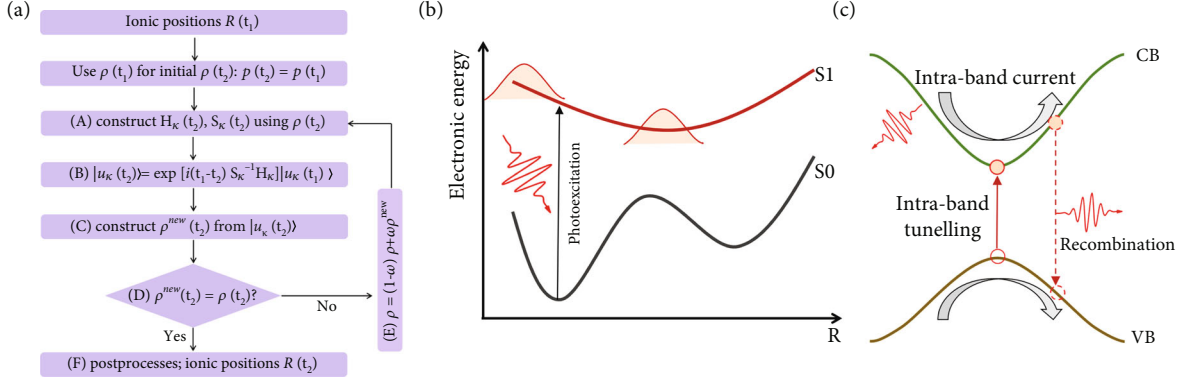 (a)
Ionic positions R (t₁)
Use ρ (t₁) for initial ρ (t₂): p (t₂) = p (t₁)
(A) construct Hκ (t₂), Sκ (t₂) using ρ (t₂)
(B) |uκ (t₂)⟩= exp [i(t₁-t₂) Sκ⁻¹Hκ]|uκ (t₁) ⟩
(C) construct ρⁿᵉʷ (t₂) from |uκ (t₂)⟩
(D) ρⁿᵉʷ(t₂) = ρ (t₂)?
No
(E) ρ = (1-ω) ρ+ωρⁿᵉʷ
Yes
(F) postprocesses; ionic positions R (t₂)
(b)
Electronic energy
S1
S0
Photoexcitation
R
(c)
CB
Intra-band current
Intra-band
tunelling
Recombination
VB